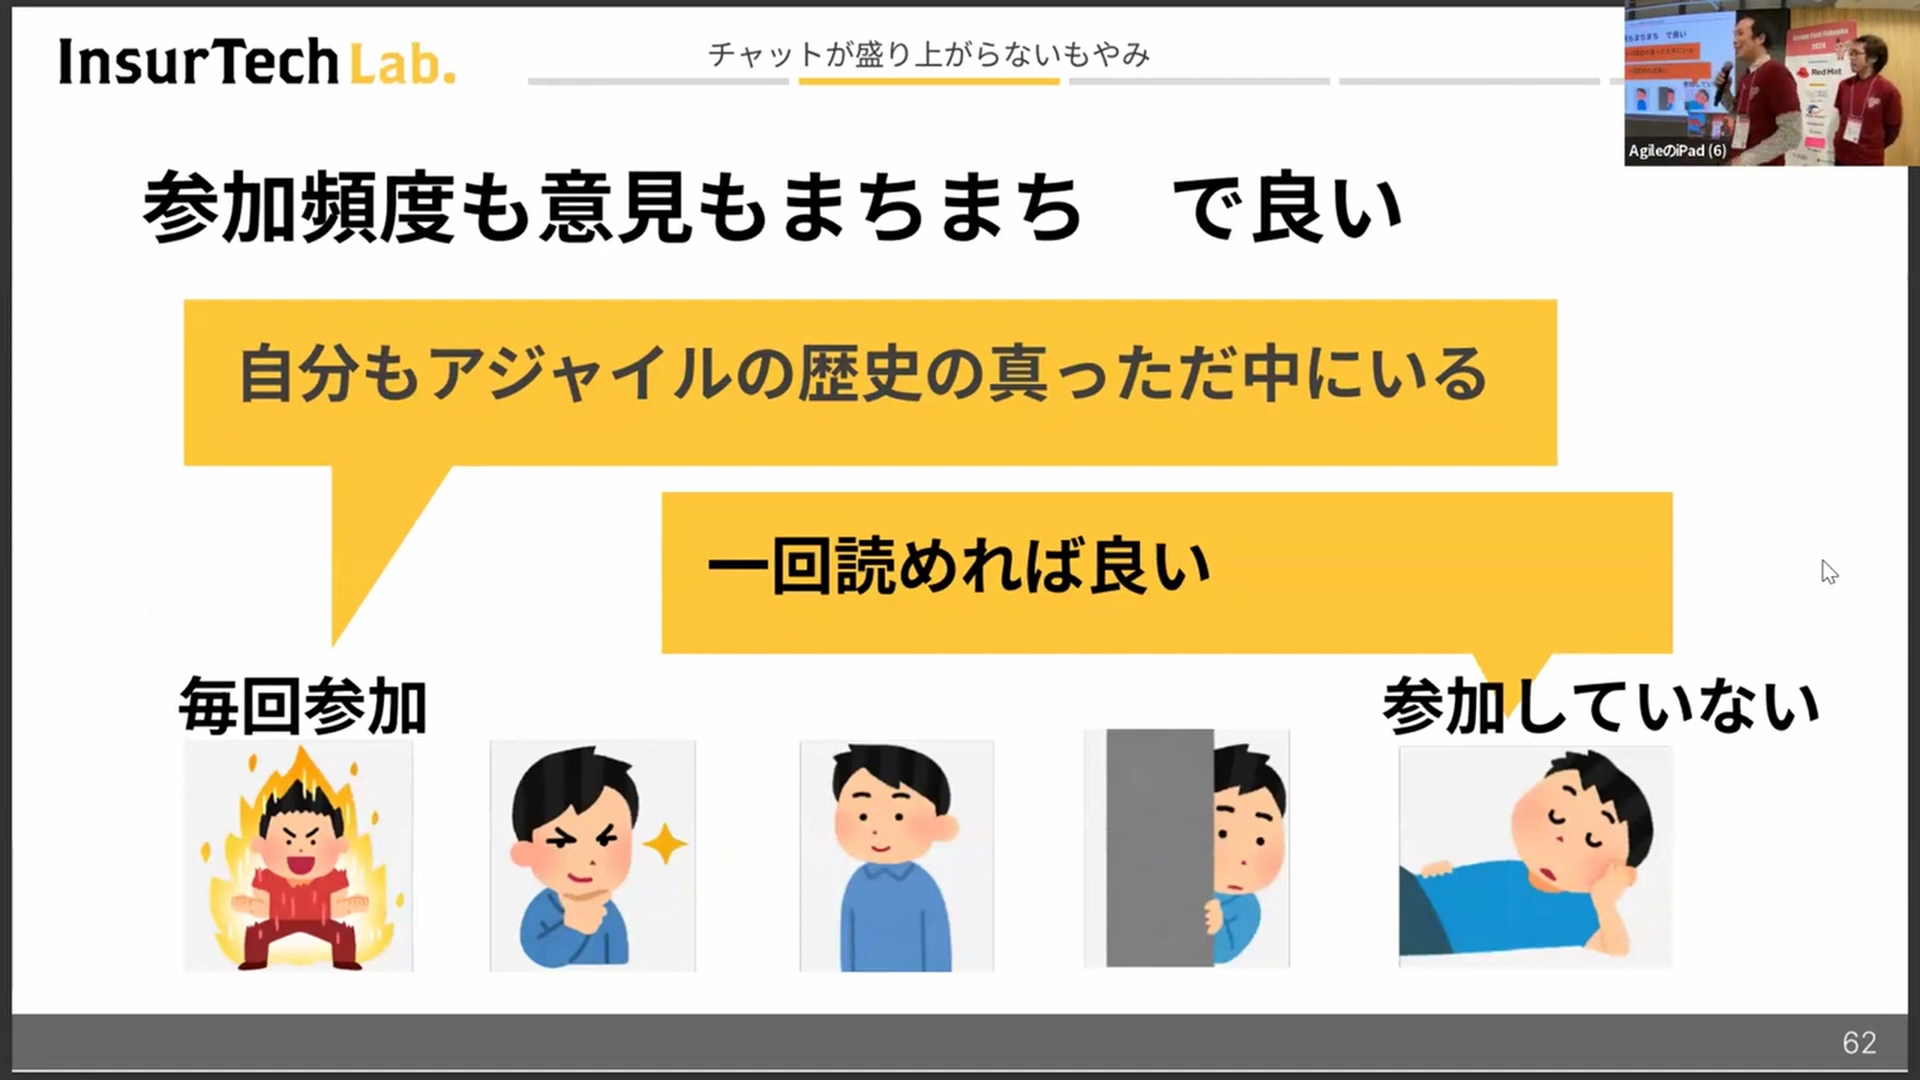 InsurTech Lab.
チャットが盛り上がらないもやみ
参加頻度も意見もまちまち　で良い
自分もアジャイルの歴史の真っただ中にいる
一回読めれば良い
毎回参加
参加していない
AgileのiPad (6)
Red Hat
2024
62